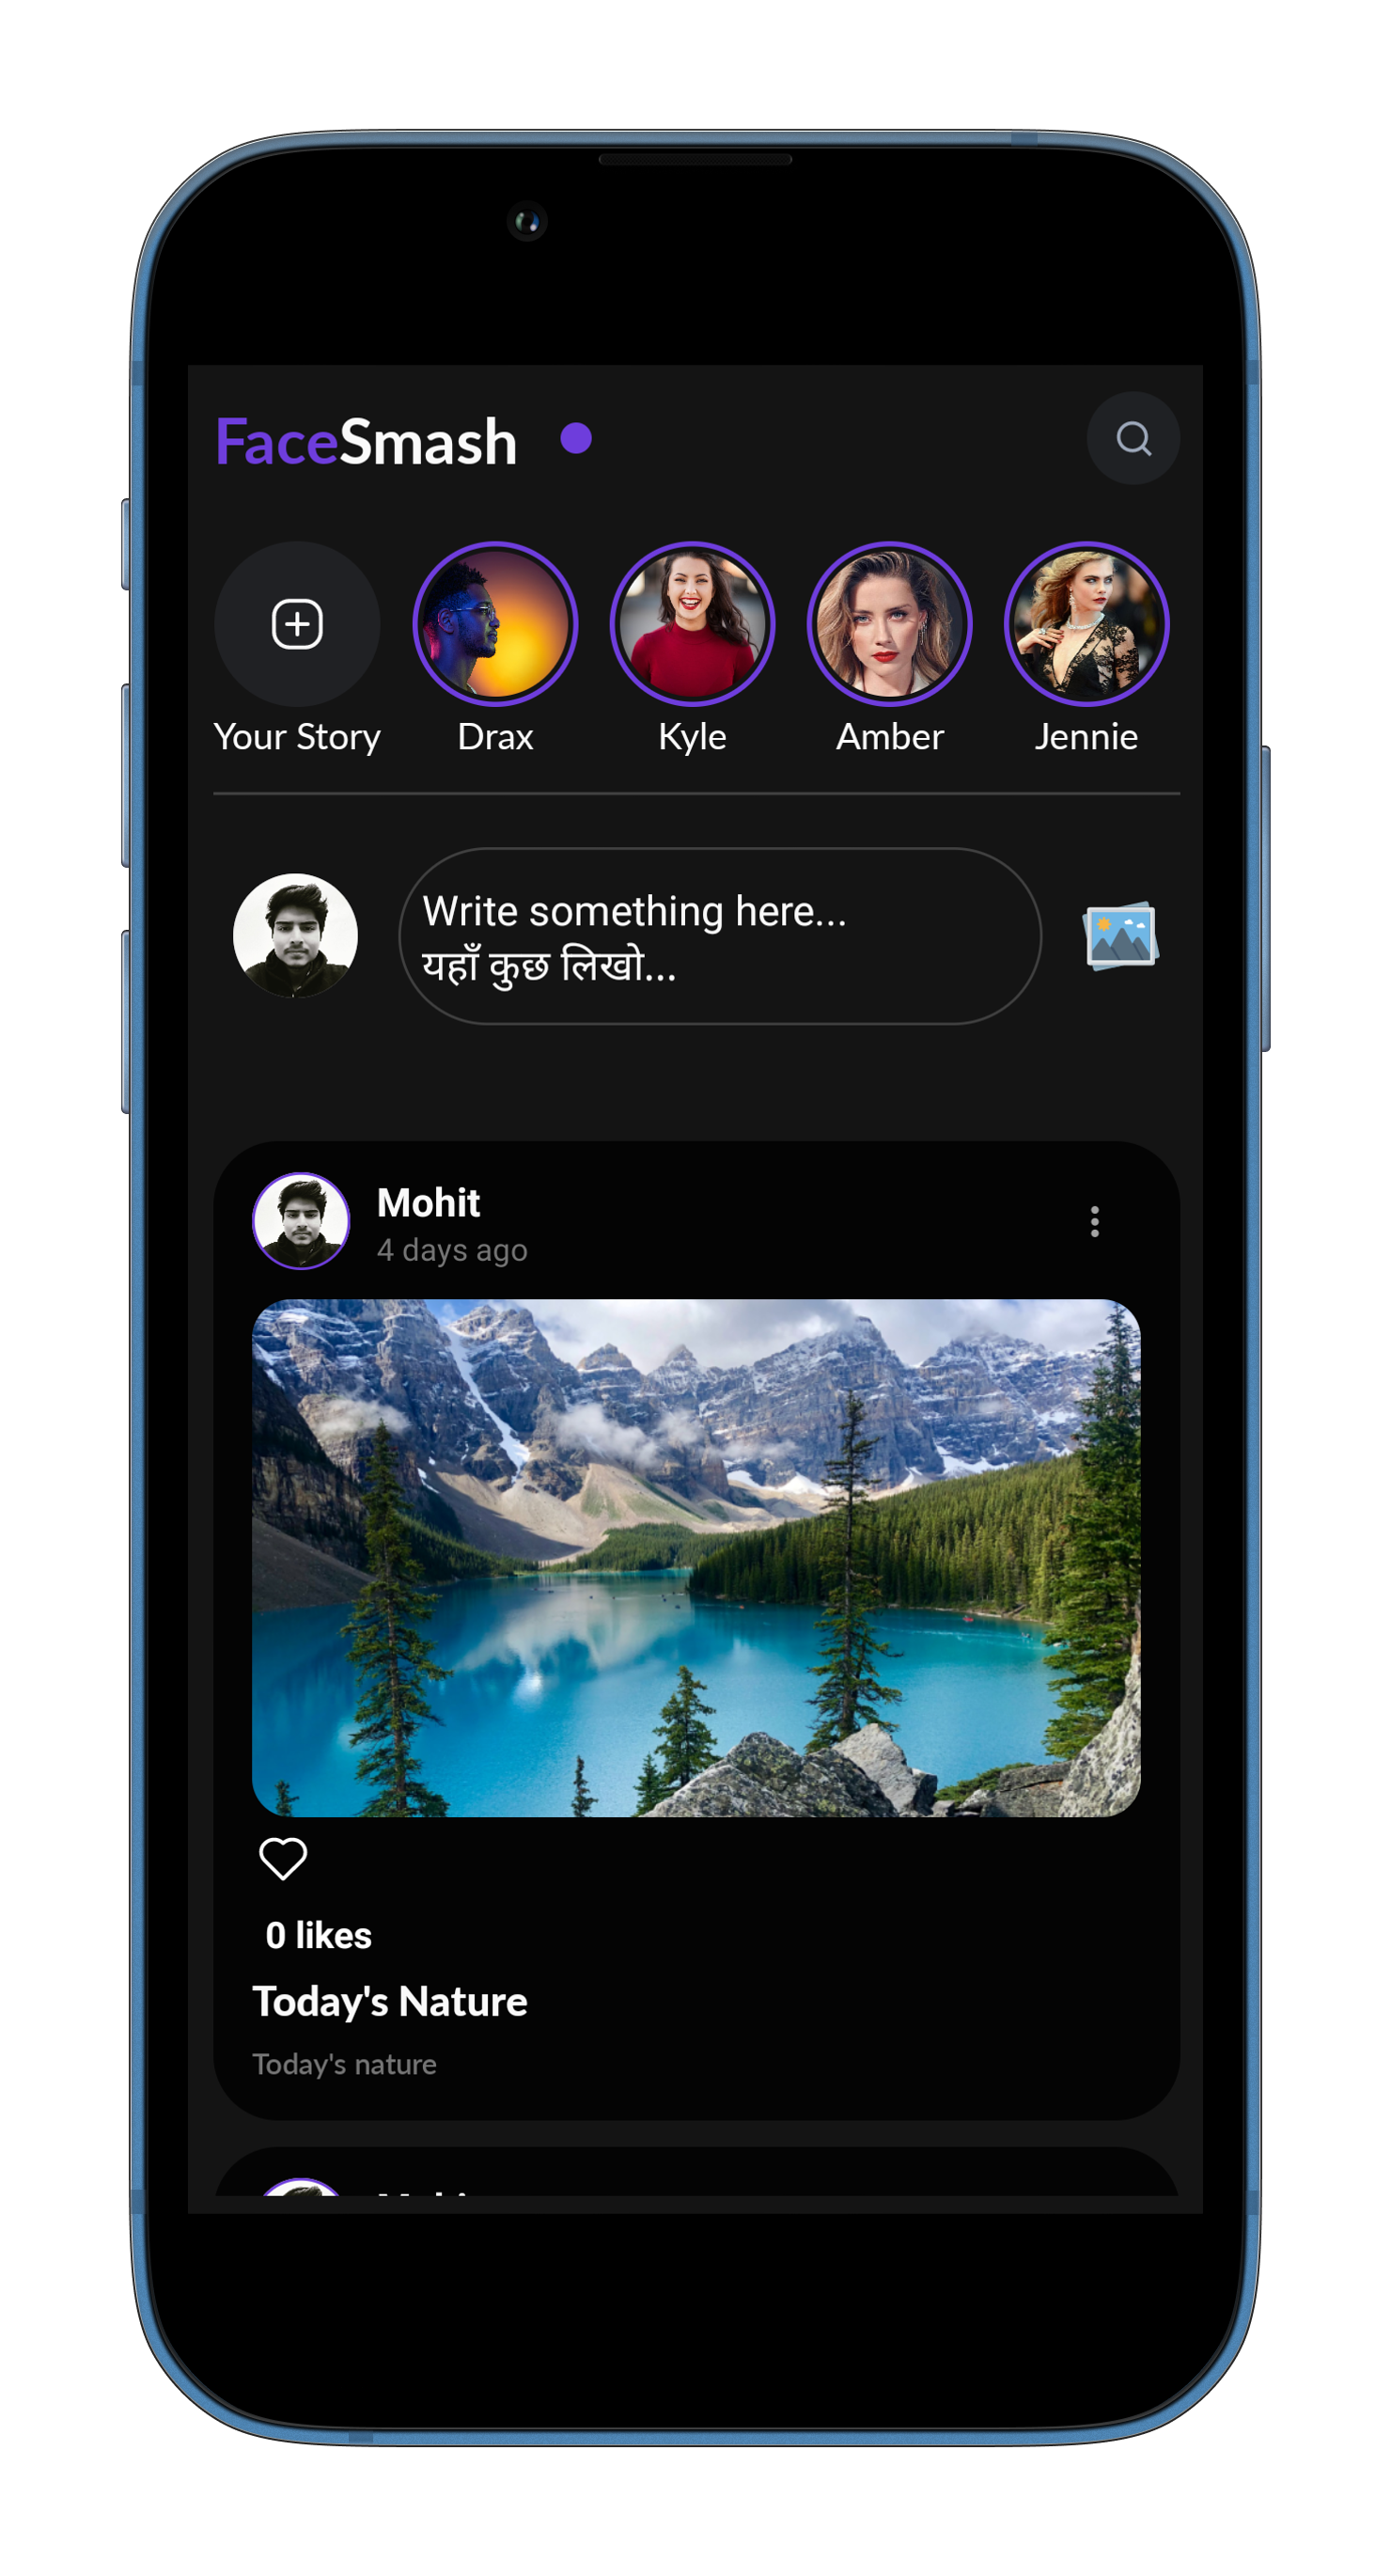 FaceSmash
Your Story
Drax
Kyle
Amber
Jennie
Write something here...
यहाँ कुछ लिखो...
Mohit
4 days ago
0 likes
Today's Nature
Today's nature